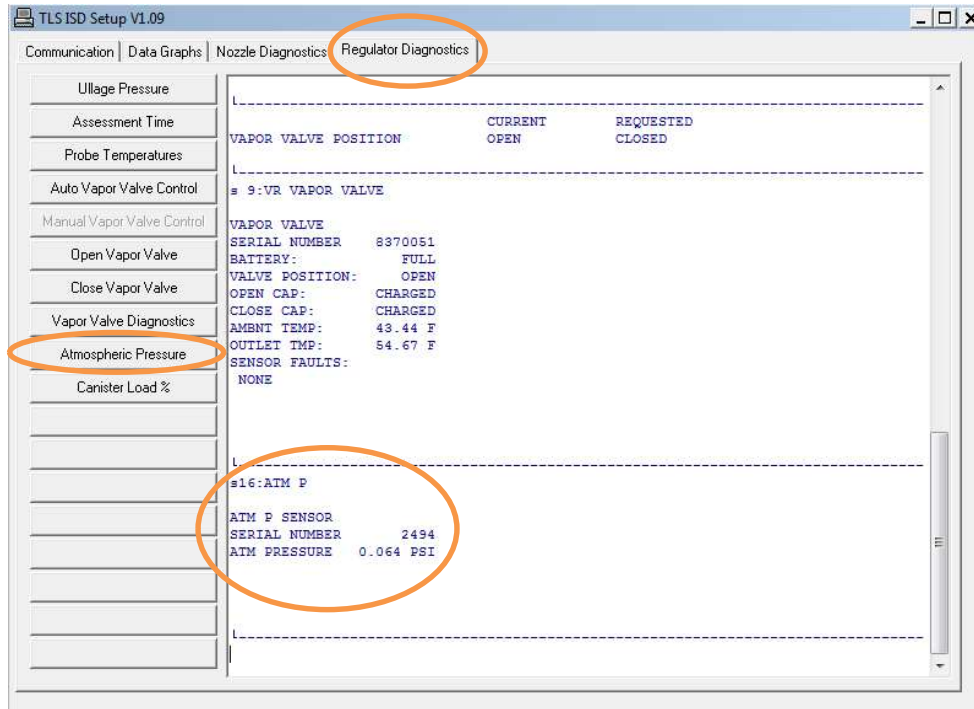 TLS ISD Setup V1.09
Communication Data Graphs Nozzle Diagnostics Regulator Diagnostics
Ullage Pressure
Assessment Time
Probe Temperatures
Auto Vapor Valve Control
Manual Vapor Valve Control
Open Vapor Valve
Close Vapor Valve
Vapor Valve Diagnostics
Atmospheric Pressure
Canister Load %
CURRENT REQUESTED
VAPOR VALVE POSITION OPEN CLOSED
s 9:VR VAPOR VALVE
VAPOR VALVE
SERIAL NUMBER 8370051
BATTERY: FULL
VALVE POSITION: OPEN
OPEN CAP: CHARGED
CLOSE CAP: CHARGED
AMBNT TEMP: 43.44 F
OUTLET TMP: 54.67 F
SENSOR FAULTS:
NONE
s16:ATM P
ATM P SENSOR
SERIAL NUMBER 2494
ATM PRESSURE 0.064 PSI